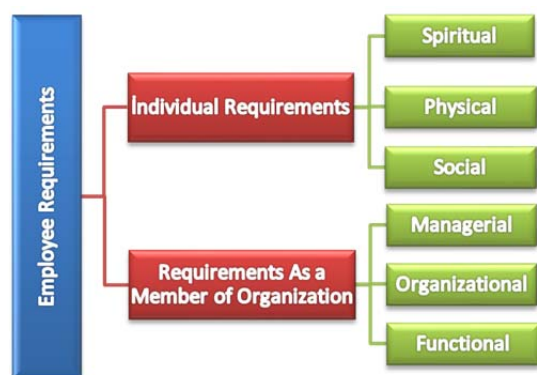 Employee Requirements
İndividual Requirements
Spiritual
Physical
Social
Requirements As a
Member of Organization
Managerial
Organizational
Functional